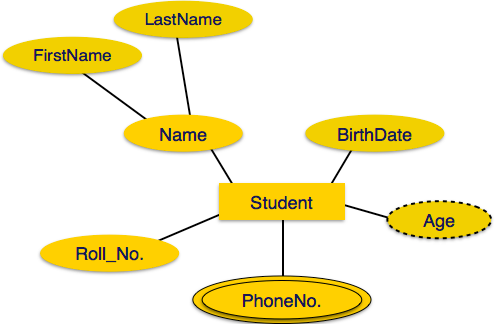 LastName
FirstName
Name
BirthDate
Student
Age
Roll_No.
PhoneNo.